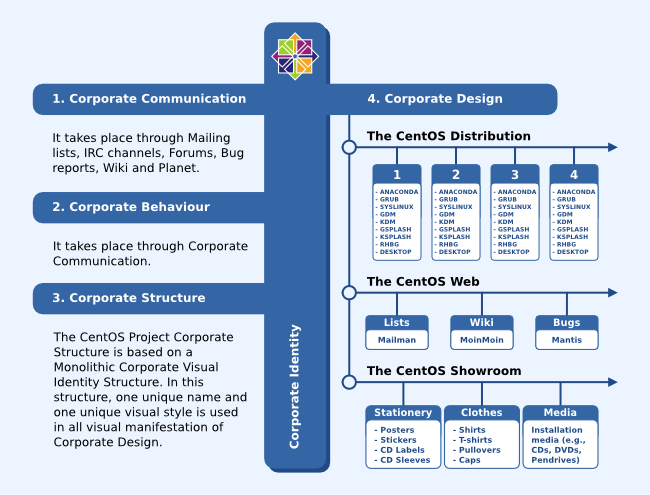 1. Corporate Communication
It takes place through Mailing
lists, IRC channels, Forums, Bug
reports, Wiki and Planet.
2. Corporate Behaviour
It takes place through Corporate
Communication.
3. Corporate Structure
The CentOS Project Corporate
Structure is based on a
Monolithic Corporate Visual
Identity Structure. In this
structure, one unique name and
one unique visual style is used
in all visual manifestation of
Corporate Design.
Corporate Identity
4. Corporate Design
The CentOS Distribution
1
- ANACONDA
- GRUB
- SYSLINUX
- GDM
- KDM
- GSPLASH
- KSPLASH
- RHBG
- DESKTOP
2
- ANACONDA
- GRUB
- SYSLINUX
- GDM
- KDM
- GSPLASH
- KSPLASH
- RHBG
- DESKTOP
3
- ANACONDA
- GRUB
- SYSLINUX
- GDM
- KDM
- GSPLASH
- KSPLASH
- RHBG
- DESKTOP
4
- ANACONDA
- GRUB
- SYSLINUX
- GDM
- KDM
- GSPLASH
- KSPLASH
- RHBG
- DESKTOP
The CentOS Web
Lists
Mailman
Wiki
MoinMoin
Bugs
Mantis
The CentOS Showroom
Stationery
- Posters
- Stickers
- CD Labels
- CD Sleeves
Clothes
- Shirts
- T-shirts
- Pullovers
- Caps
Media
Installation
media (e.g.,
CDs, DVDs,
Pendrives)